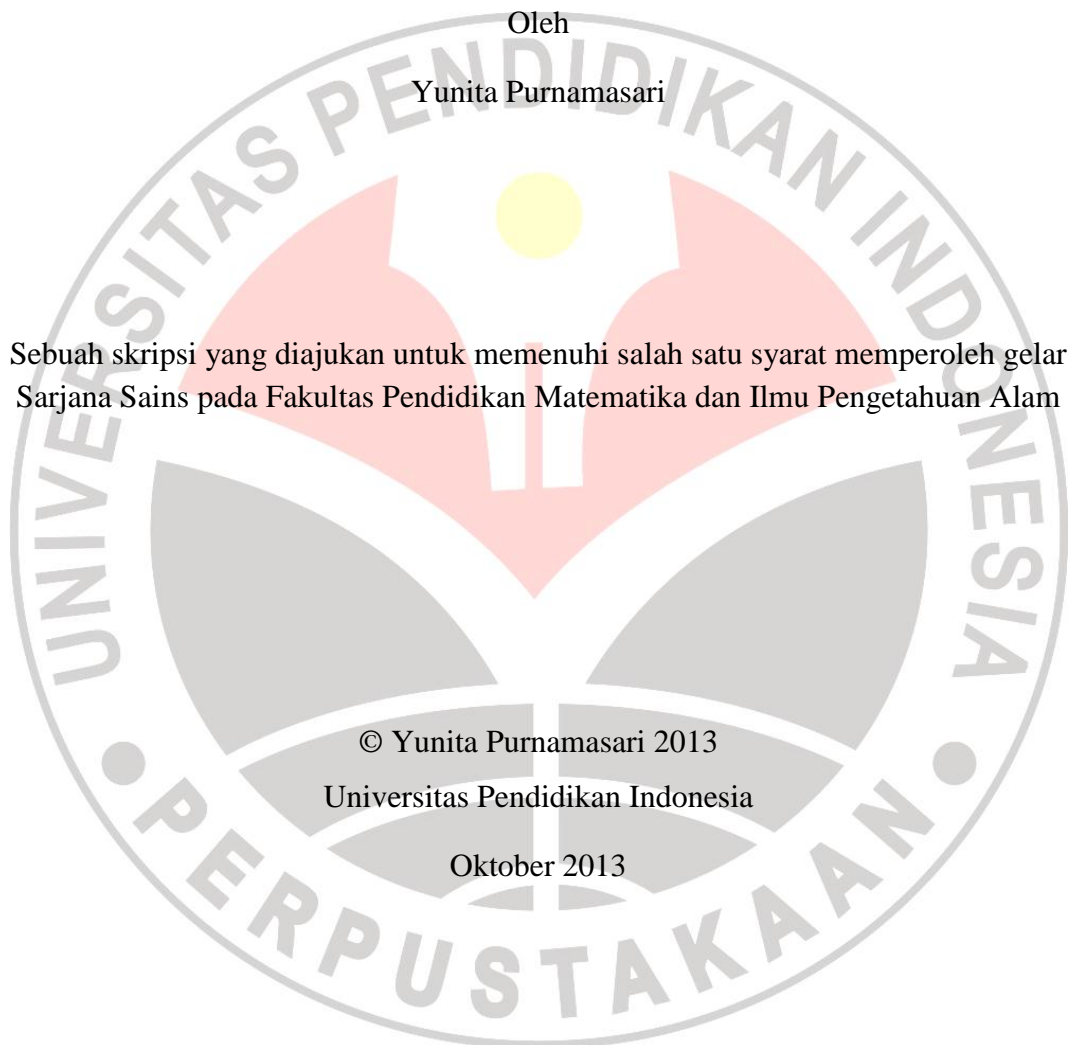 Oleh
Yunita Purnamasari
Sebuah skripsi yang diajukan untuk memenuhi salah satu syarat memperoleh gelar
Sarjana Sains pada Fakultas Pendidikan Matematika dan Ilmu Pengetahuan Alam
© Yunita Purnamasari 2013
Universitas Pendidikan Indonesia
Oktober 2013
UNIVERSITAS PENDIDIKAN INDONESIA
PERPUSTAKAAN